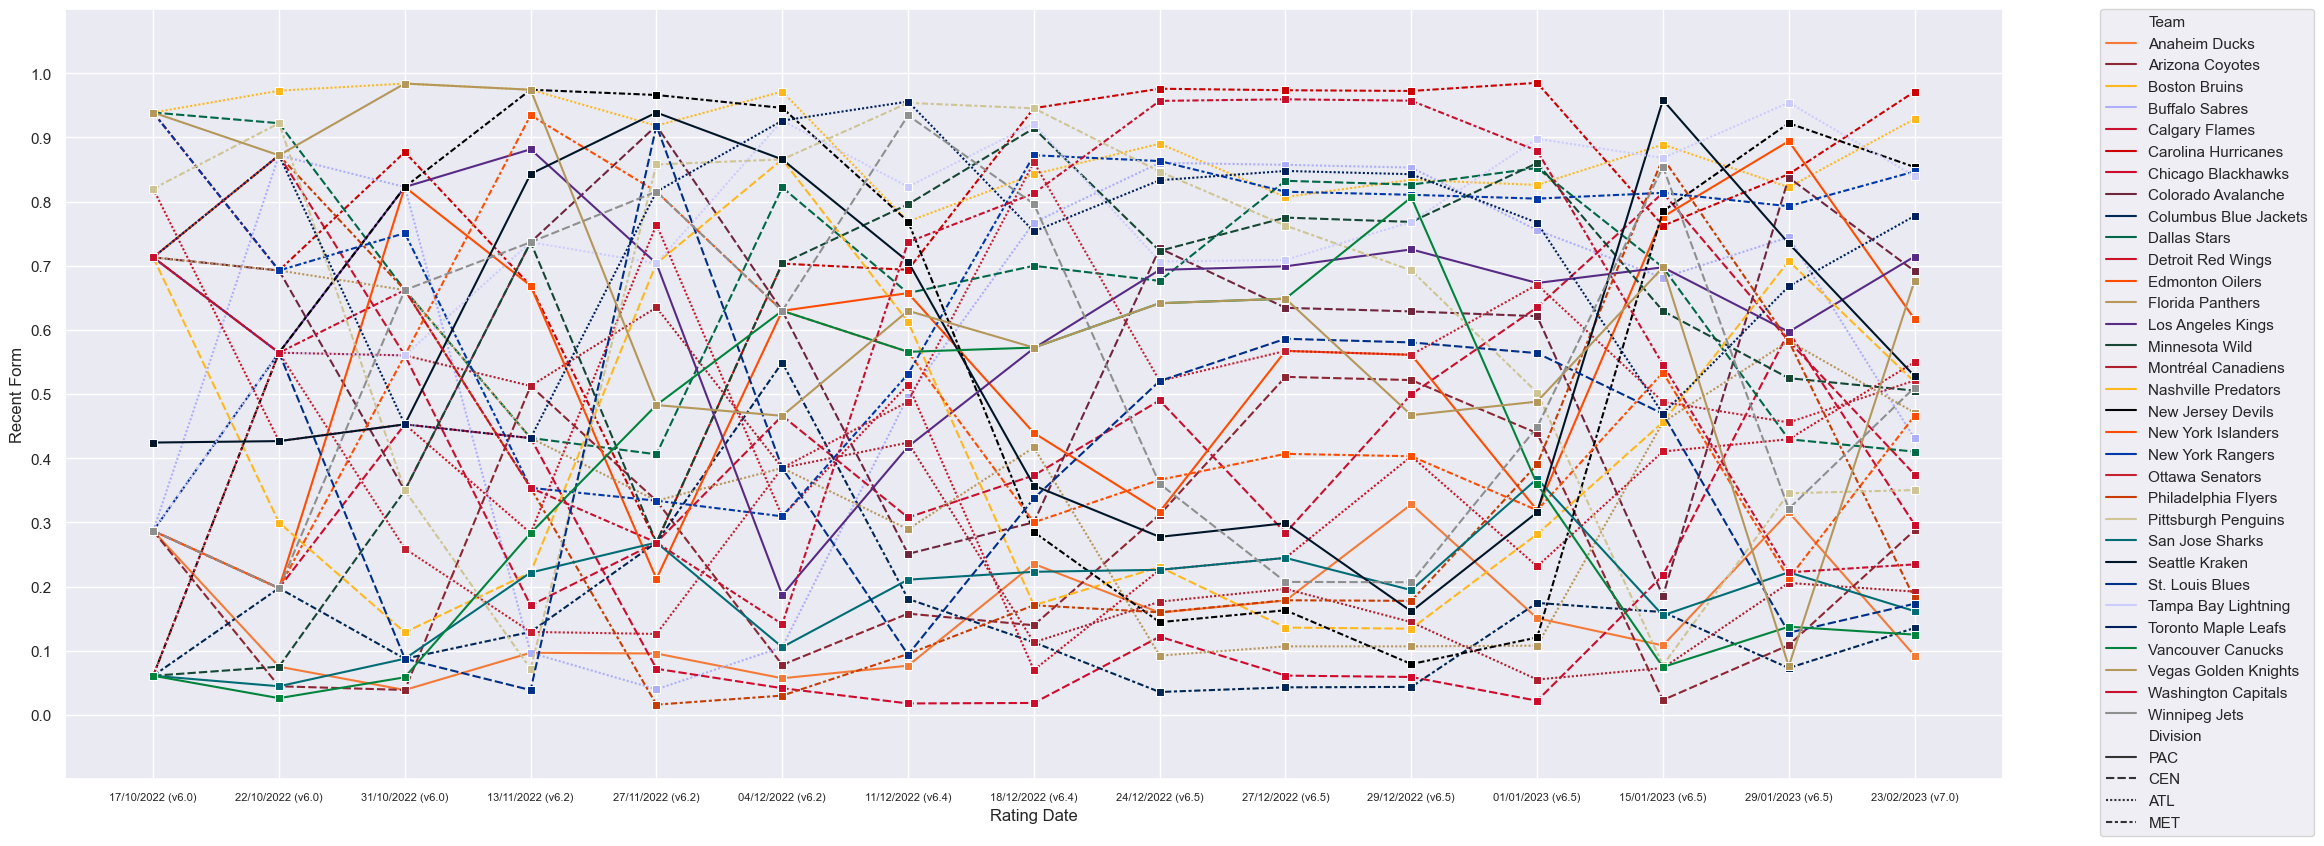 1.0
0.9
0.8
0.7
0.6
0.5
0.4
0.3
0.2
0.1
0.0
Recent Form
17/10/2022 (v6.0)
22/10/2022 (v6.0)
31/10/2022 (v6.0)
13/11/2022 (v6.2)
27/11/2022 (v6.2)
04/12/2022 (v6.2)
11/12/2022 (v6.4)
18/12/2022 (v6.4)
24/12/2022 (v6.5)
27/12/2022 (v6.5)
29/12/2022 (v6.5)
01/01/2023 (v6.5)
15/01/2023 (v6.5)
29/01/2023 (v6.5)
23/02/2023 (v7.0)
Rating Date
Team
Anaheim Ducks
Arizona Coyotes
Boston Bruins
Buffalo Sabres
Calgary Flames
Carolina Hurricanes
Chicago Blackhawks
Colorado Avalanche
Columbus Blue Jackets
Dallas Stars
Detroit Red Wings
Edmonton Oilers
Florida Panthers
Los Angeles Kings
Minnesota Wild
Montréal Canadiens
Nashville Predators
New Jersey Devils
New York Islanders
New York Rangers
Ottawa Senators
Philadelphia Flyers
Pittsburgh Penguins
San Jose Sharks
Seattle Kraken
St. Louis Blues
Tampa Bay Lightning
Toronto Maple Leafs
Vancouver Canucks
Vegas Golden Knights
Washington Capitals
Winnipeg Jets
Division
PAC
CEN
ATL
MET